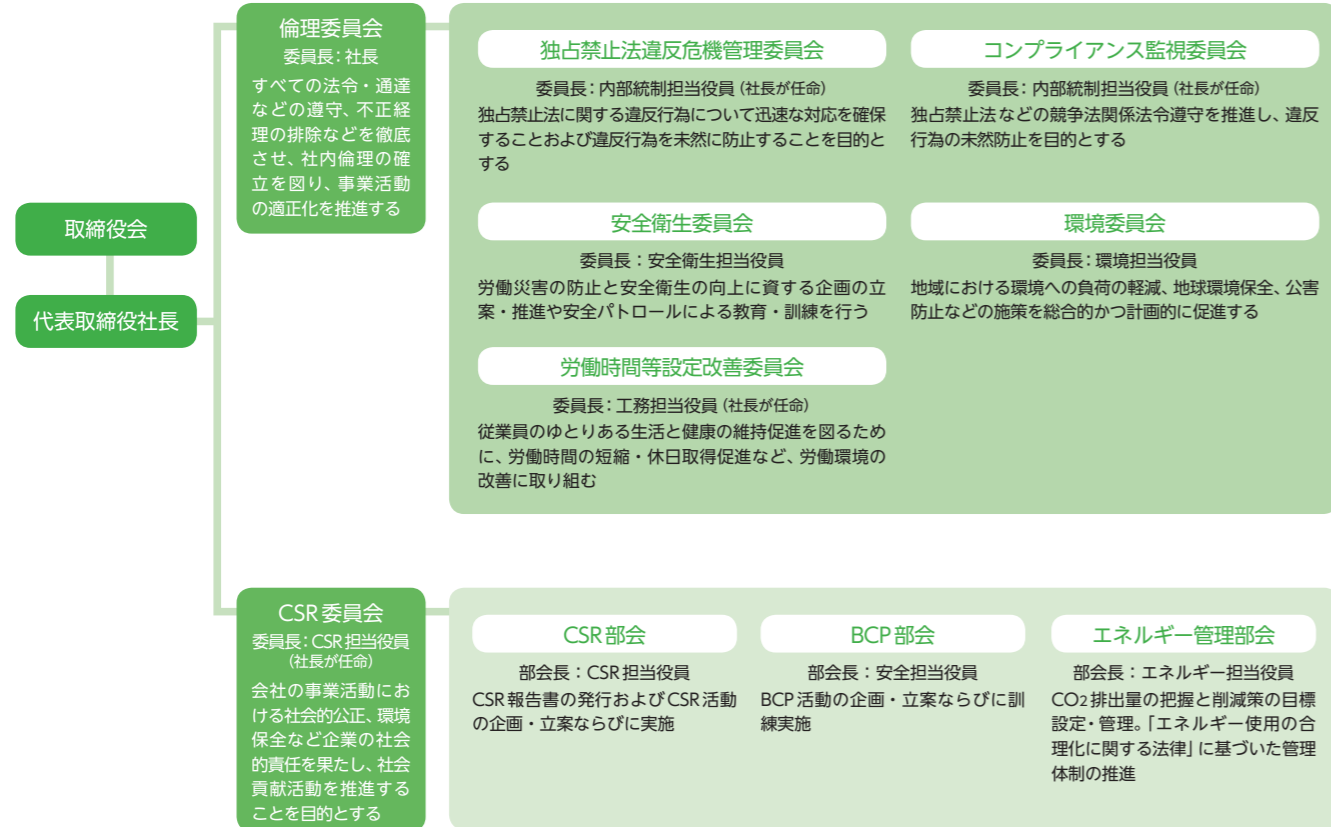 取締役会
代表取締役社長
倫理委員会
委員長：社長
すべての法令・通達
などの遵守、不正経
理の排除などを徹底
させ、社内倫理の確
立を図り、事業活動
の適正化を推進する
独占禁止法違反危機管理委員会
委員長：内部統制担当役員（社長が任命）
独占禁止法に関する違反行為について迅速な対応を確保
することおよび違反行為を未然に防止することを目的と
する
コンプライアンス監視委員会
委員長：内部統制担当役員（社長が任命）
独占禁止法などの競争法関係法令遵守を推進し、違反
行為の未然防止を目的とする
安全衛生委員会
委員長：安全衛生担当役員
労働災害の防止と安全衛生の向上に資する企画の立
案・推進や安全パトロールによる教育・訓練を行う
環境委員会
委員長：環境担当役員
地域における環境への負荷の軽減、地球環境保全、公害
防止などの施策を総合的かつ計画的に促進する
労働時間等設定改善委員会
委員長：工務担当役員（社長が任命）
従業員のゆとりある生活と健康の維持促進を図るため
に、労働時間の短縮・休日取得促進など、労働環境の
改善に取り組む
CSR委員会
委員長：CSR担当役員
（社長が任命）
会社の事業活動にお
ける社会的公正、環境
保全など企業の社会
的責任を果たし、社会
貢献活動を推進する
ことを目的とする
CSR部会
部会長：CSR担当役員
CSR報告書の発行およびCSR活動
の企画・立案ならびに実施
BCP部会
部会長：安全担当役員
BCP活動の企画・立案ならびに訓
練実施
エネルギー管理部会
部会長：エネルギー担当役員
CO2排出量の把握と削減策の目標
設定・管理。「エネルギー使用の合
理化に関する法律」に基づいた管理
体制の推進